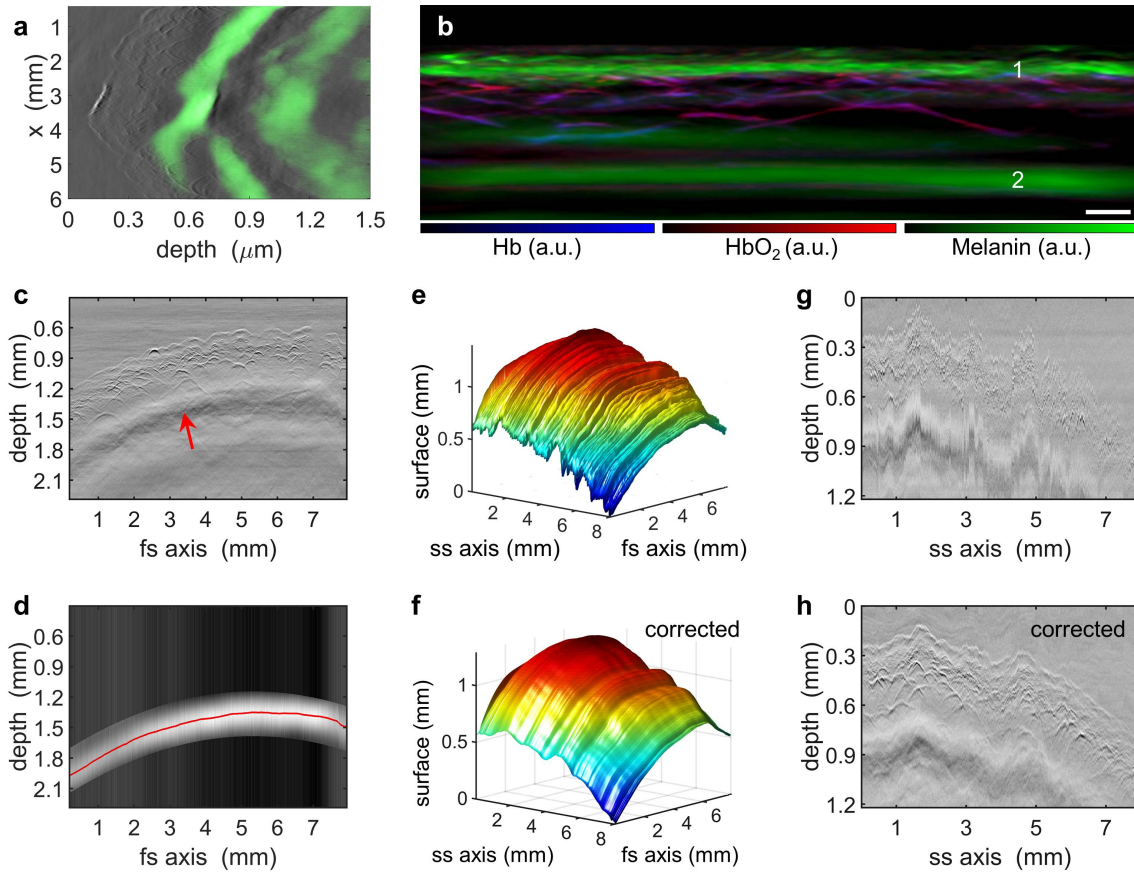 a
1
2
3
4
5
6
x (mm)
0 0.3 0.6 0.9 1.2 1.5
depth (μm)
b
1
2
Hb (a.u.) HbO₂ (a.u.) Melanin (a.u.)
c
0.6
0.9
1.2
1.5
1.8
2.1
depth (mm)
1 2 3 4 5 6 7
fs axis (mm)
e
1
0.5
0
surface (mm)
2 4 6 8
ss axis (mm)
2 4 6
fs axis (mm)
g
0
0.3
0.6
0.9
1.2
depth (mm)
1 3 5 7
ss axis (mm)
d
0.6
0.9
1.2
1.5
1.8
2.1
depth (mm)
1 2 3 4 5 6 7
fs axis (mm)
f
corrected
1
0.5
0
surface (mm)
2 4 6 8
ss axis (mm)
2 4 6
fs axis (mm)
h
corrected
0
0.3
0.6
0.9
1.2
depth (mm)
1 3 5 7
ss axis (mm)